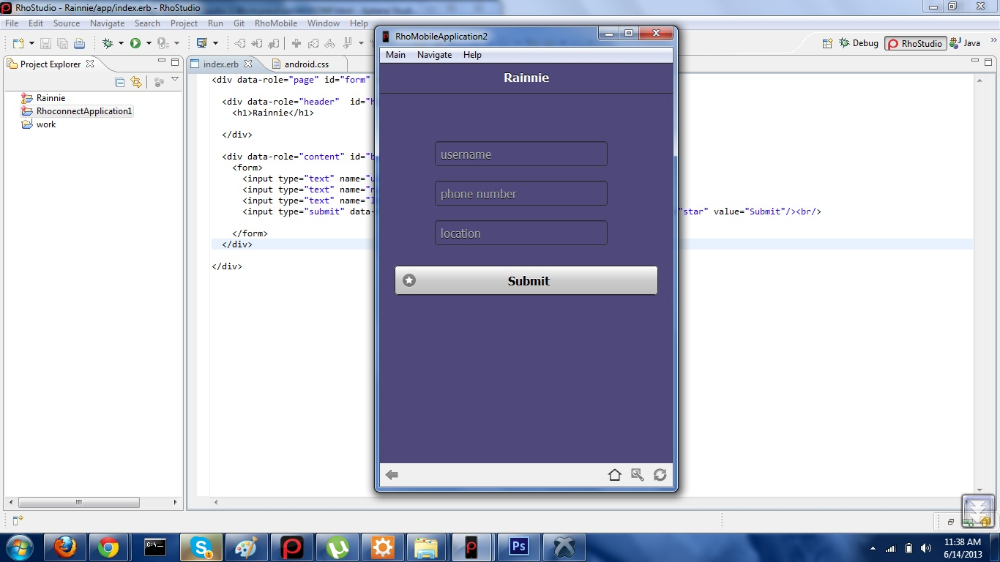 RhoStudio - Rainnie/app/index.erb - RhoStudio
File Edit Source Navigate Search Project Run Git RhoMobile Window Help
Debug RhoStudio Java
Project Explorer
Rainnie
RhoconnectApplication1
work
index.erb android.css
<div data-role="page" id="form"
<div data-role="header" id="h
<h1>Rainnie</h1>
</div>
<div data-role="content" id="b
<form>
<input type="text" name="u
<input type="text" name="n
<input type="text" name="l
<input type="submit" data- "star" value="Submit"/><br/>
</form>
</div>
</div>
RhoMobileApplication2
Main Navigate Help
Rainnie
username
phone number
location
Submit
C:\_
Ps
11:38 AM
6/14/2013